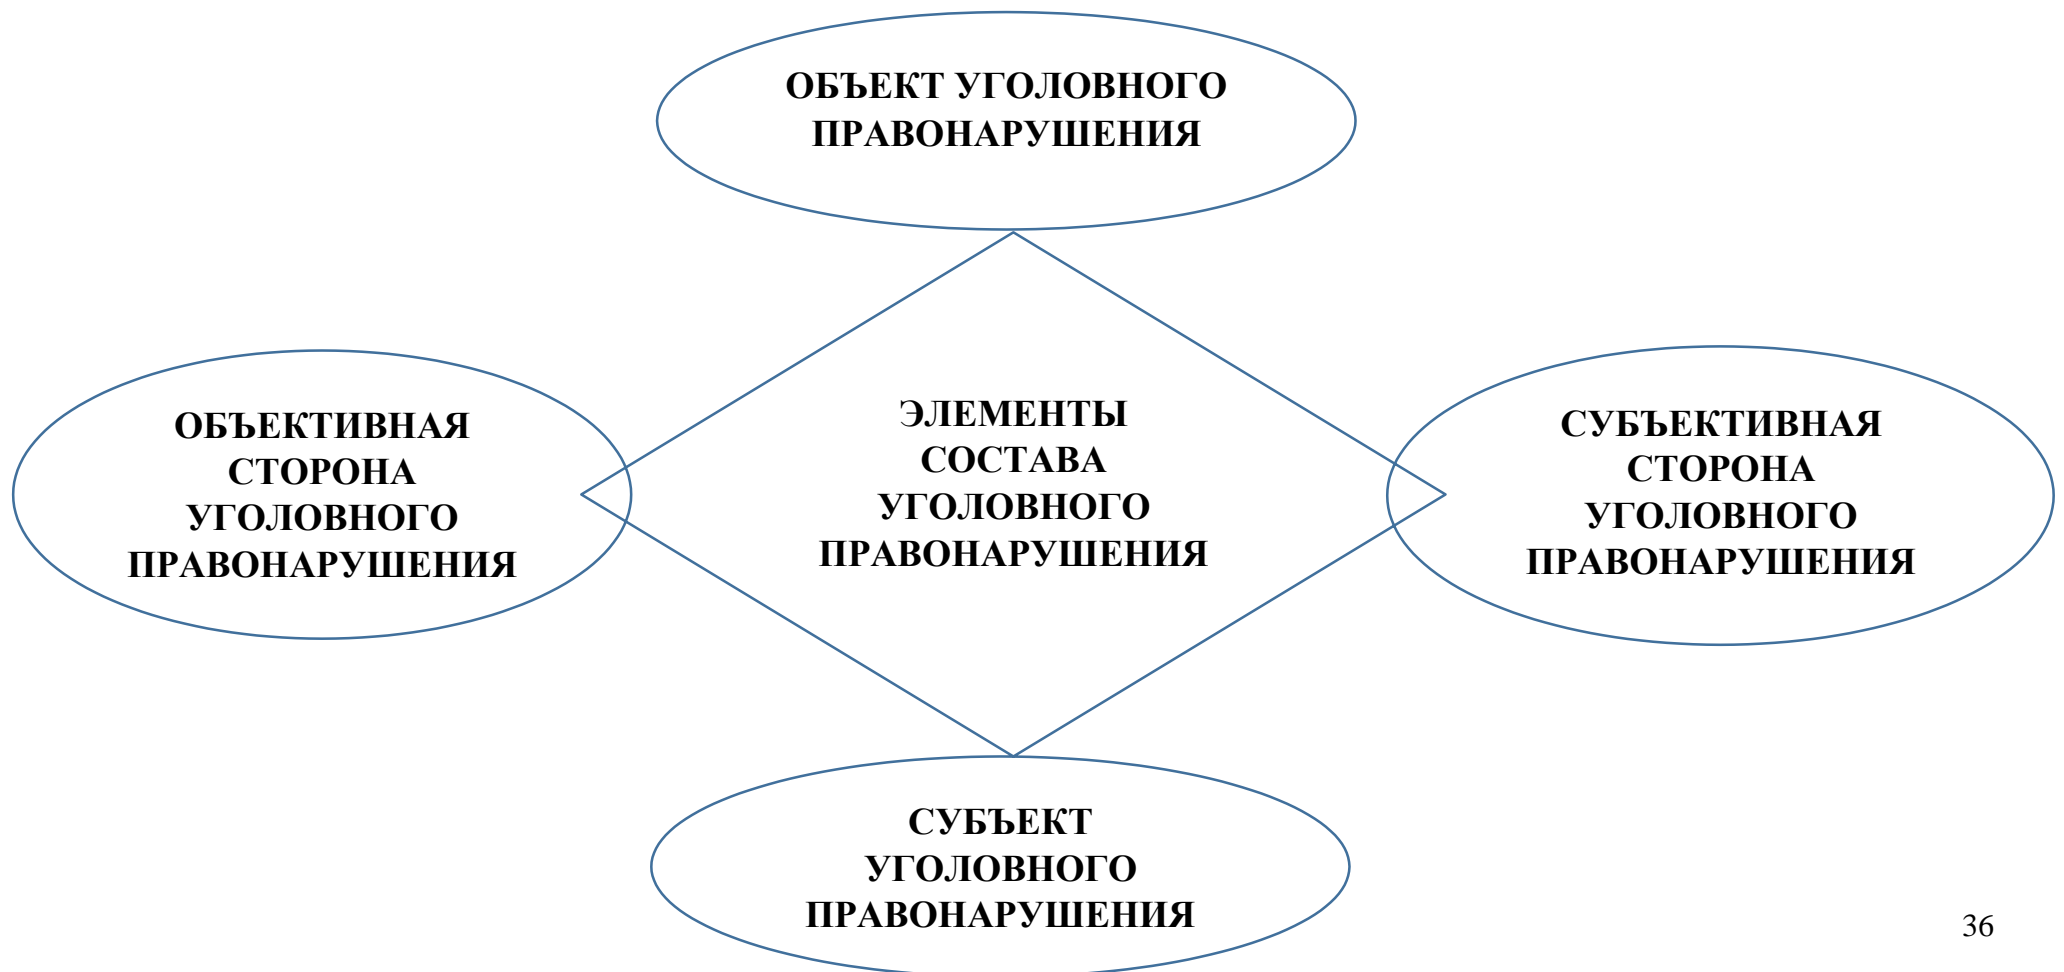 ОБЪЕКТ УГОЛОВНОГО
ПРАВОНАРУШЕНИЯ
ОБЪЕКТИВНАЯ
СТОРОНА
УГОЛОВНОГО
ПРАВОНАРУШЕНИЯ
ЭЛЕМЕНТЫ
СОСТАВА
УГОЛОВНОГО
ПРАВОНАРУШЕНИЯ
СУБЪЕКТИВНАЯ
СТОРОНА
УГОЛОВНОГО
ПРАВОНАРУШЕНИЯ
СУБЪЕКТ
УГОЛОВНОГО
ПРАВОНАРУШЕНИЯ
36